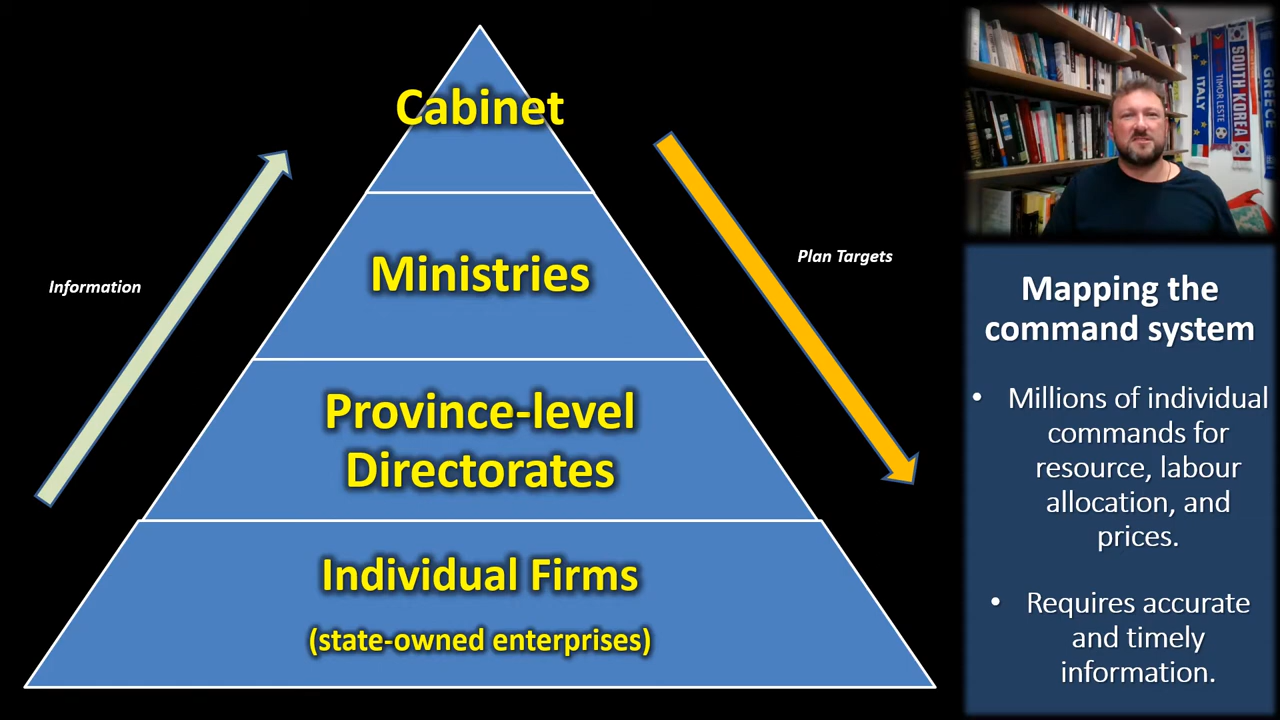 Cabinet
Ministries
Province-level
Directorates
Individual Firms
(state-owned enterprises)
Information
Plan Targets
ITALY
TIMOR LESTE
SOUTH KOREA
GREECE
Mapping the
command system
• Millions of individual
commands for
resource, labour
allocation, and
prices.
• Requires accurate
and timely
information.